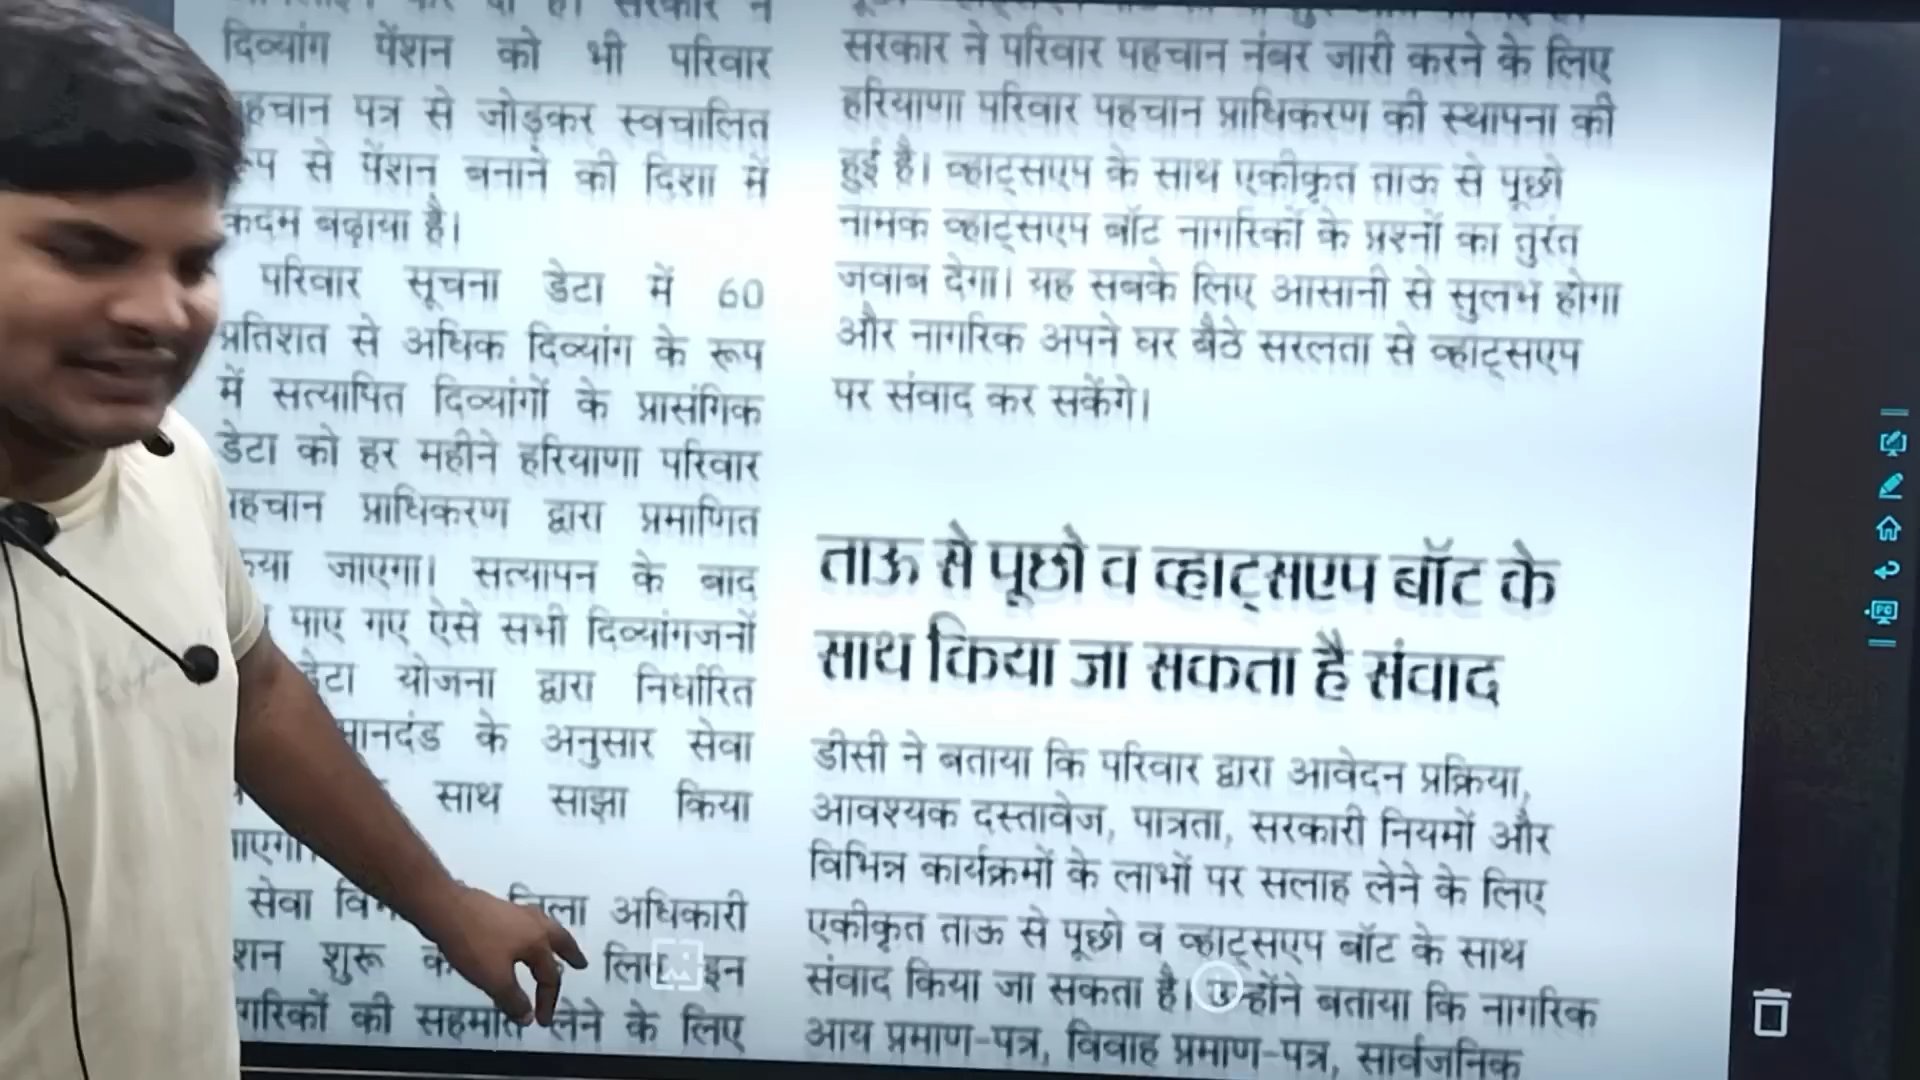 दिव्यांग पेंशन को भी परिवार
पत्र से जोड़कर स्वचालित
से पेंशन बनाने की दिशा में
कदम बढ़ाया है।
परिवार सूचना डेटा में 60
प्रतिशत से अधिक दिव्यांग के रूप
में सत्यापित दिव्यांगों के प्रासंगिक
डेटा को हर महीने हरियाणा परिवार
प्राधिकरण द्वारा प्रमाणित
जाएगा। सत्यापन के बाद
पाए गए ऐसे सभी दिव्यांगजनों
योजना द्वारा निर्धारित
मानदंड के अनुसार सेवा
साथ साझा किया
सेवा अधिकारी
शुरू लिए इन
की सहमति लेने के लिए
सरकार ने परिवार पहचान नंबर जारी करने के लिए
हरियाणा परिवार पहचान प्राधिकरण की स्थापना की
हुई है। व्हाट्सएप के साथ एकीकृत ताऊ से पूछो
नामक व्हाट्सएप बॉट नागरिकों के प्रश्नों का तुरंत
जवाब देगा। यह सबके लिए आसानी से सुलभ होगा
और नागरिक अपने घर बैठे सरलता से व्हाट्सएप
पर संवाद कर सकेंगे।
ताऊ से पूछो व व्हाट्सएप बॉट के
साथ किया जा सकता है संवाद
डीसी ने बताया कि परिवार द्वारा आवेदन प्रक्रिया,
आवश्यक दस्तावेज, पात्रता, सरकारी नियमों और
विभिन्न कार्यक्रमों के लाभों पर सलाह लेने के लिए
एकीकृत ताऊ से पूछो व व्हाट्सएप बॉट के साथ
संवाद किया जा सकता है। उन्होंने बताया कि नागरिक
आय प्रमाण-पत्र, विवाह प्रमाण-पत्र, सार्वजनिक